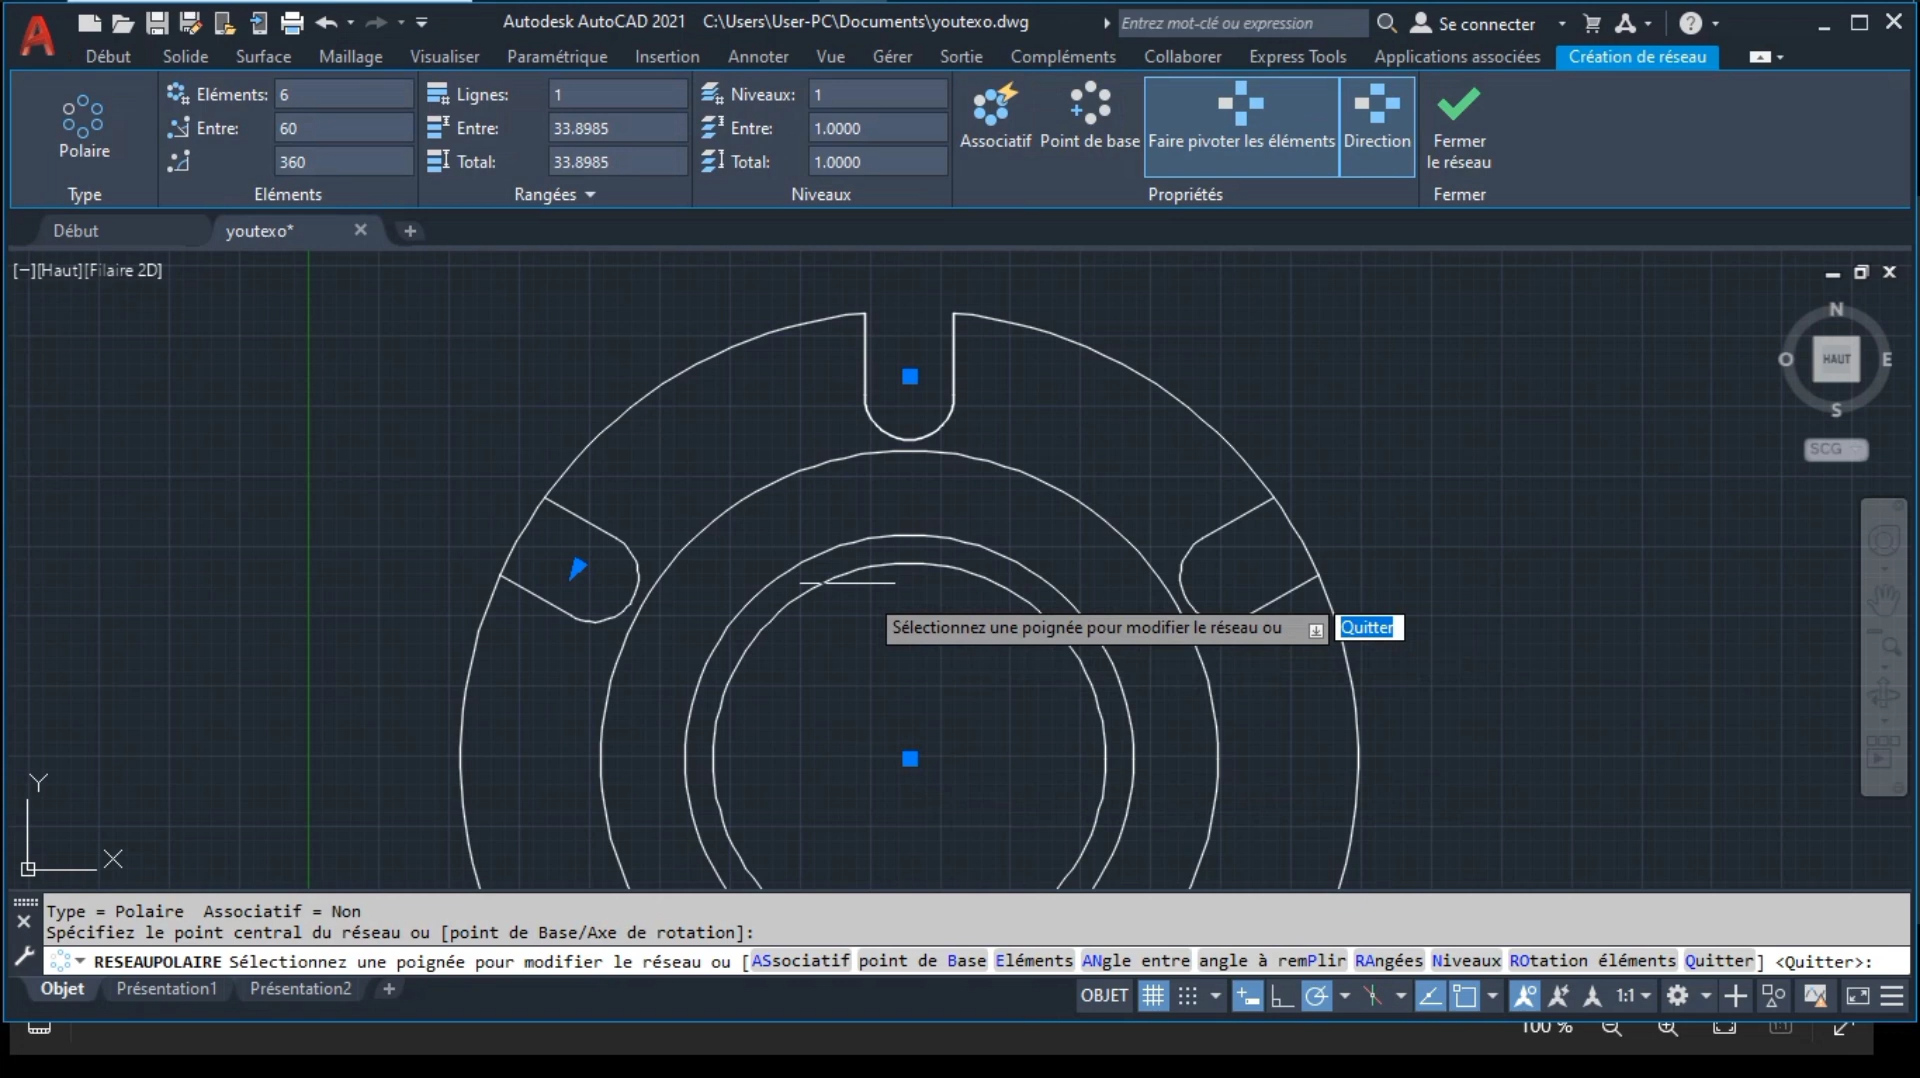 Autodesk AutoCAD 2021 C:\Users\User-PC\Documents\youtexo.dwg
Entrez mot-clé ou expression
Se connecter
Début Solide Surface Maillage Visualiser Paramétrique Insertion Annoter Vue Gérer Sortie Compléments Collaborer Express Tools Applications associées Création de réseau
Polaire
Type
Eléments: 6
Entre: 60
360
Eléments
Lignes: 1
Entre: 33.8985
Total: 33.8985
Rangées
Niveaux: 1
Entre: 1.0000
Total: 1.0000
Niveaux
Associatif
Point de base
Faire pivoter les éléments
Direction
Propriétés
Fermer
le réseau
Fermer
Début
youtexo*
[−][Haut][Filaire 2D]
N
O HAUT E
S
SCG
Sélectionnez une poignée pour modifier le réseau ou Quitter
Y
X
Type = Polaire Associatif = Non
Spécifiez le point central du réseau ou [point de Base/Axe de rotation]:
RESEAUPOLAIRE Sélectionnez une poignée pour modifier le réseau ou [ASsociatif point de Base Eléments ANgle entre angle à remPlir RAngées Niveaux ROtation éléments Quitter] <Quitter>:
Objet Présentation1 Présentation2
OBJET
1:1
100 %
1:1